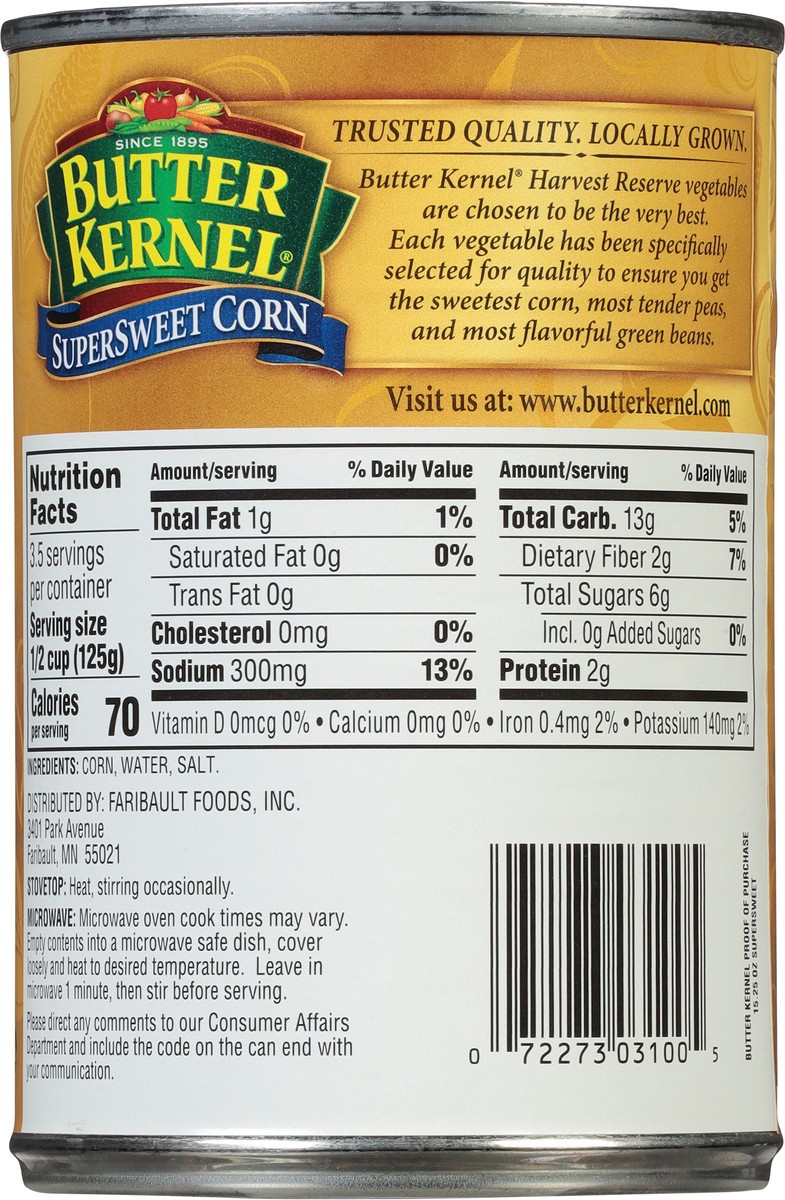 SINCE 1895
BUTTER
KERNEL®
SUPERSWEET CORN
TRUSTED QUALITY. LOCALLY GROWN.
Butter Kernel® Harvest Reserve vegetables
are chosen to be the very best.
Each vegetable has been specifically
selected for quality to ensure you get
the sweetest corn, most tender peas,
and most flavorful green beans.
Visit us at: www.butterkernel.com
Nutrition
Facts
3.5 servings
per container
Serving size
1/2 cup (125g)
Calories
per serving
70
Amount/serving % Daily Value
Total Fat 1g 1%
Saturated Fat 0g 0%
Trans Fat 0g
Cholesterol 0mg 0%
Sodium 300mg 13%
Amount/serving % Daily Value
Total Carb. 13g 5%
Dietary Fiber 2g 7%
Total Sugars 6g
Incl. 0g Added Sugars 0%
Protein 2g
Vitamin D 0mcg 0% • Calcium 0mg 0% • Iron 0.4mg 2% • Potassium 140mg 2%
INGREDIENTS: CORN, WATER, SALT.
DISTRIBUTED BY: FARIBAULT FOODS, INC.
3401 Park Avenue
Faribault, MN 55021
STOVETOP: Heat, stirring occasionally.
MICROWAVE: Microwave oven cook times may vary.
Empty contents into a microwave safe dish, cover
loosely and heat to desired temperature. Leave in
microwave 1 minute, then stir before serving.
Please direct any comments to our Consumer Affairs
Department and include the code on the can end with
your communication.
0 72273 03100 5
BUTTER KERNEL PROOF OF PURCHASE
15.25 OZ SUPERSWEET